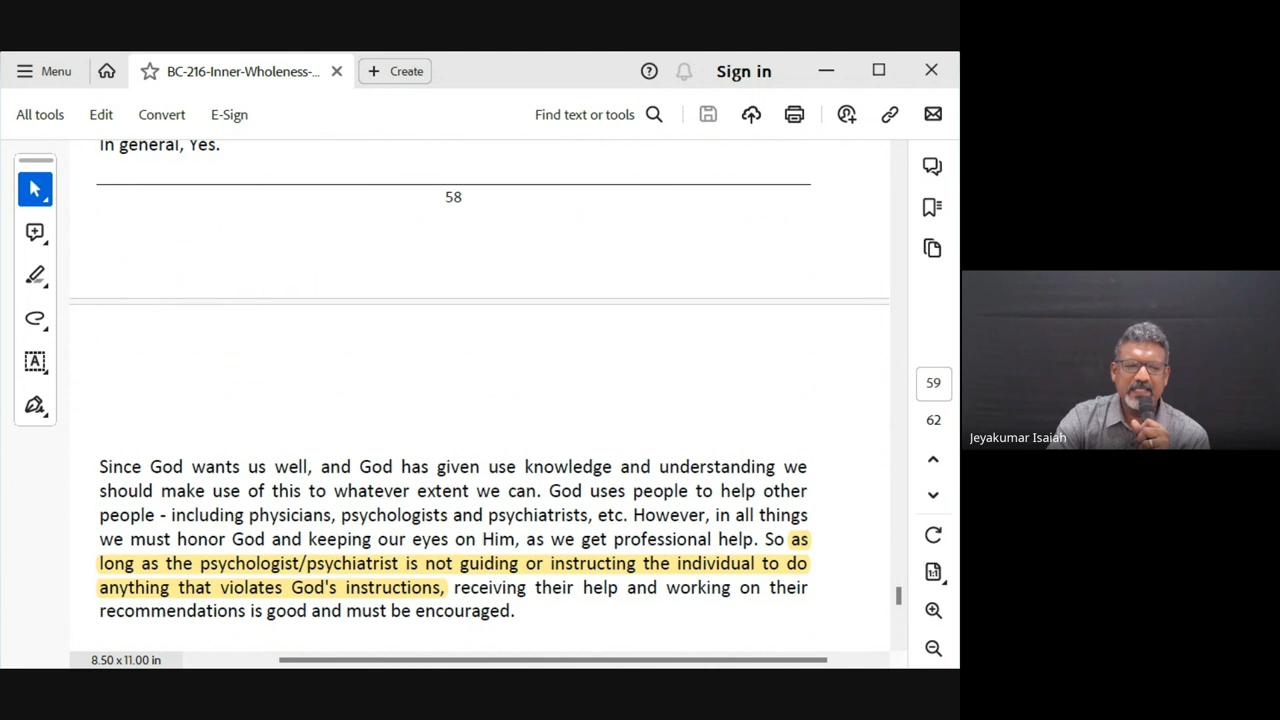 Menu
BC-216-Inner-Wholeness-...
Create
Sign in
All tools
Edit
Convert
E-Sign
Find text or tools
In general, Yes.
58
Since God wants us well, and God has given use knowledge and understanding we
should make use of this to whatever extent we can. God uses people to help other
people - including physicians, psychologists and psychiatrists, etc. However, in all things
we must honor God and keeping our eyes on Him, as we get professional help. So as
long as the psychologist/psychiatrist is not guiding or instructing the individual to do
anything that violates God's instructions, receiving their help and working on their
recommendations is good and must be encouraged.
59
62
1:1
8.50 x 11.00 in
Jeyakumar Isaiah